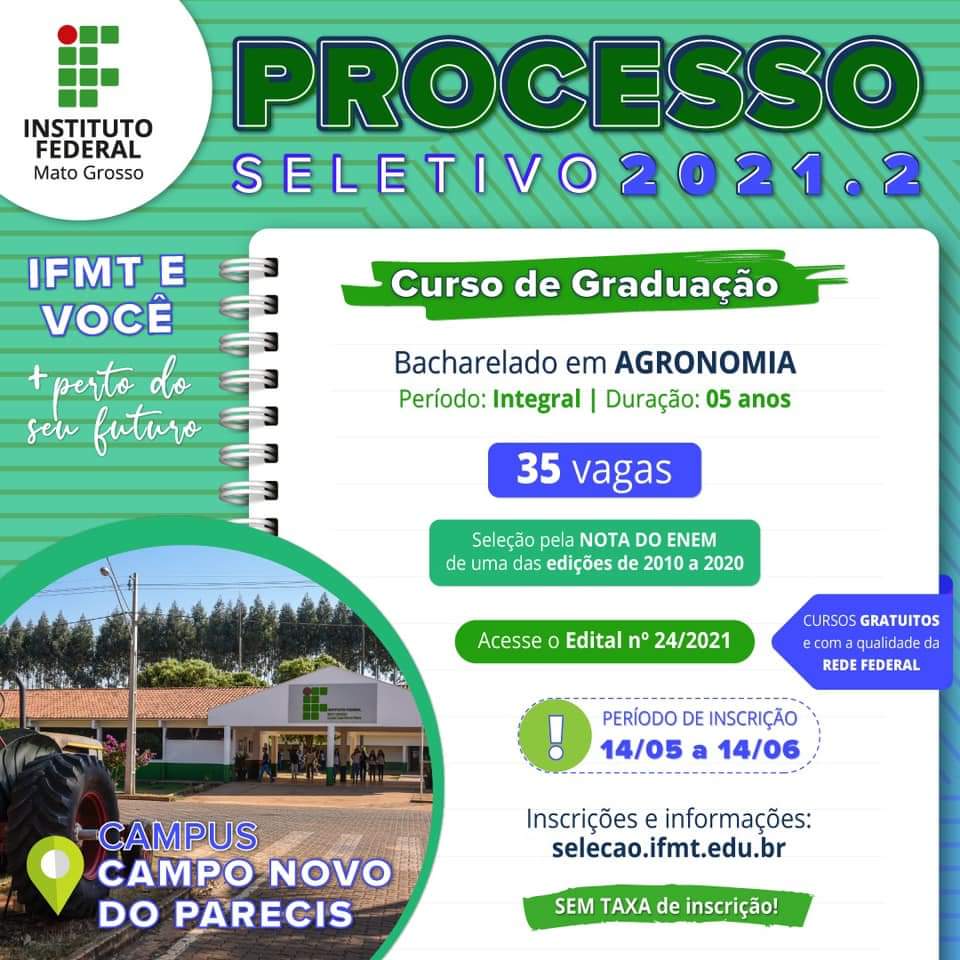 INSTITUTO
FEDERAL
Mato Grosso
PROCESSO
SELETIVO 2021.2
IFMT E
VOCÊ
+ perto do
seu futuro
Curso de Graduação
Bacharelado em AGRONOMIA
Período: Integral | Duração: 05 anos
35 vagas
Seleção pela NOTA DO ENEM
de uma das edições de 2010 a 2020
Acesse o Edital nº 24/2021
CURSOS GRATUITOS
e com a qualidade da
REDE FEDERAL
PERÍODO DE INSCRIÇÃO
14/05 a 14/06
Inscrições e informações:
selecao.ifmt.edu.br
SEM TAXA de inscrição!
CAMPUS
CAMPO NOVO
DO PARECIS